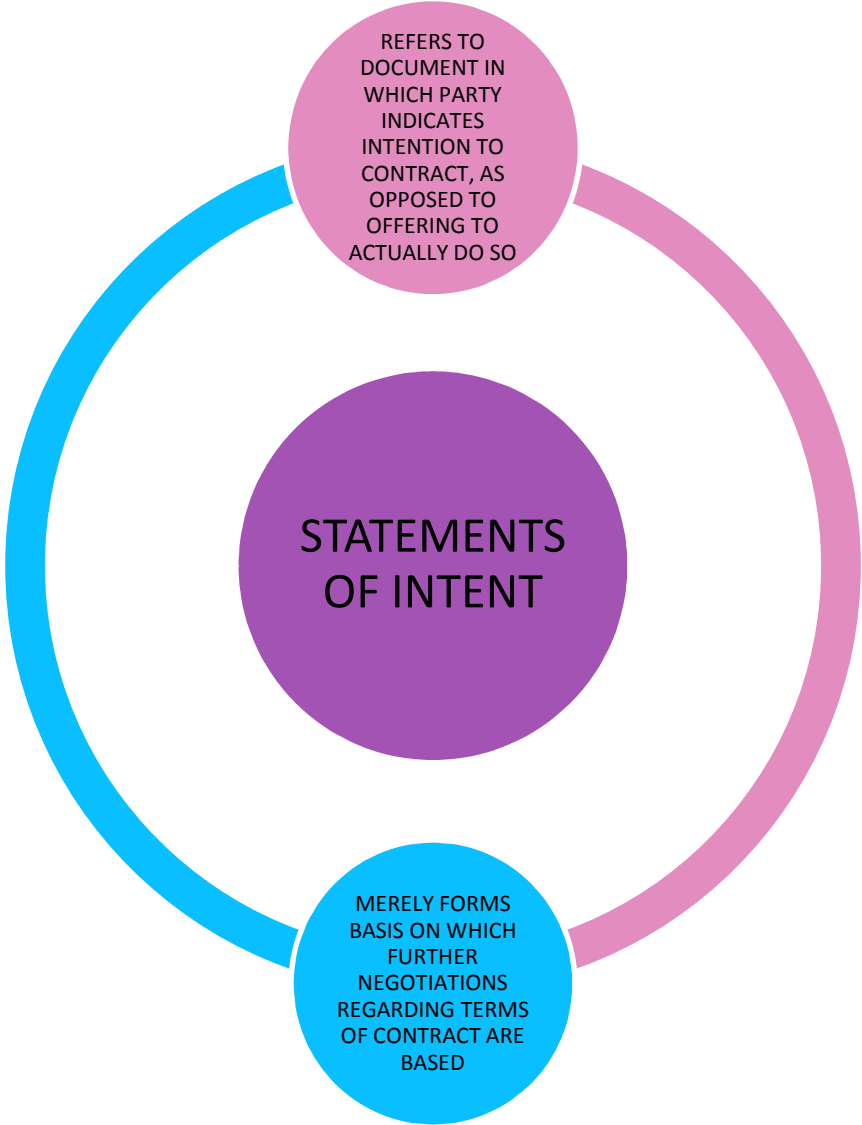 REFERS TO
DOCUMENT IN
WHICH PARTY
INDICATES
INTENTION TO
CONTRACT, AS
OPPOSED TO
OFFERING TO
ACTUALLY DO SO
STATEMENTS
OF INTENT
MERELY FORMS
BASIS ON WHICH
FURTHER
NEGOTIATIONS
REGARDING TERMS
OF CONTRACT ARE
BASED